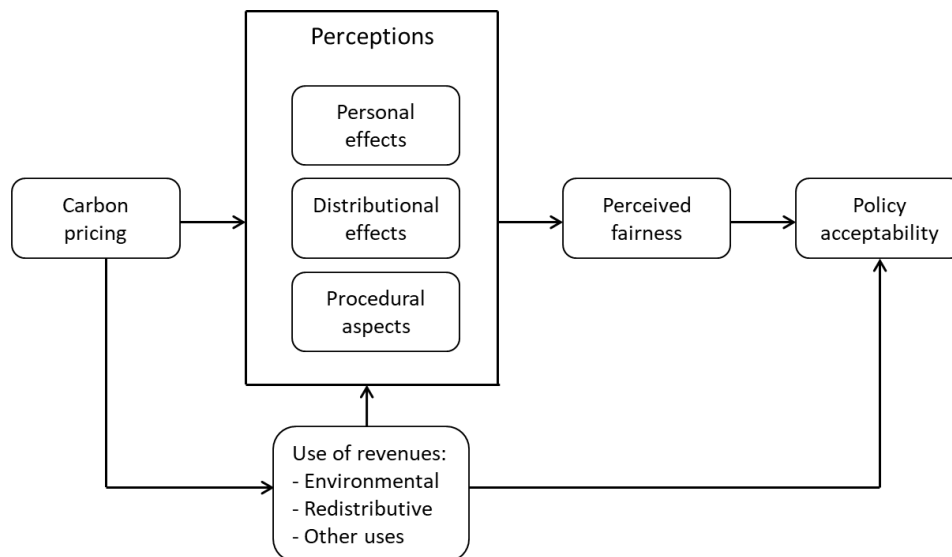 Perceptions
Personal
effects
Carbon
pricing
Distributional
effects
Perceived
fairness
Policy
acceptability
Procedural
aspects
Use of revenues:
- Environmental
- Redistributive
- Other uses